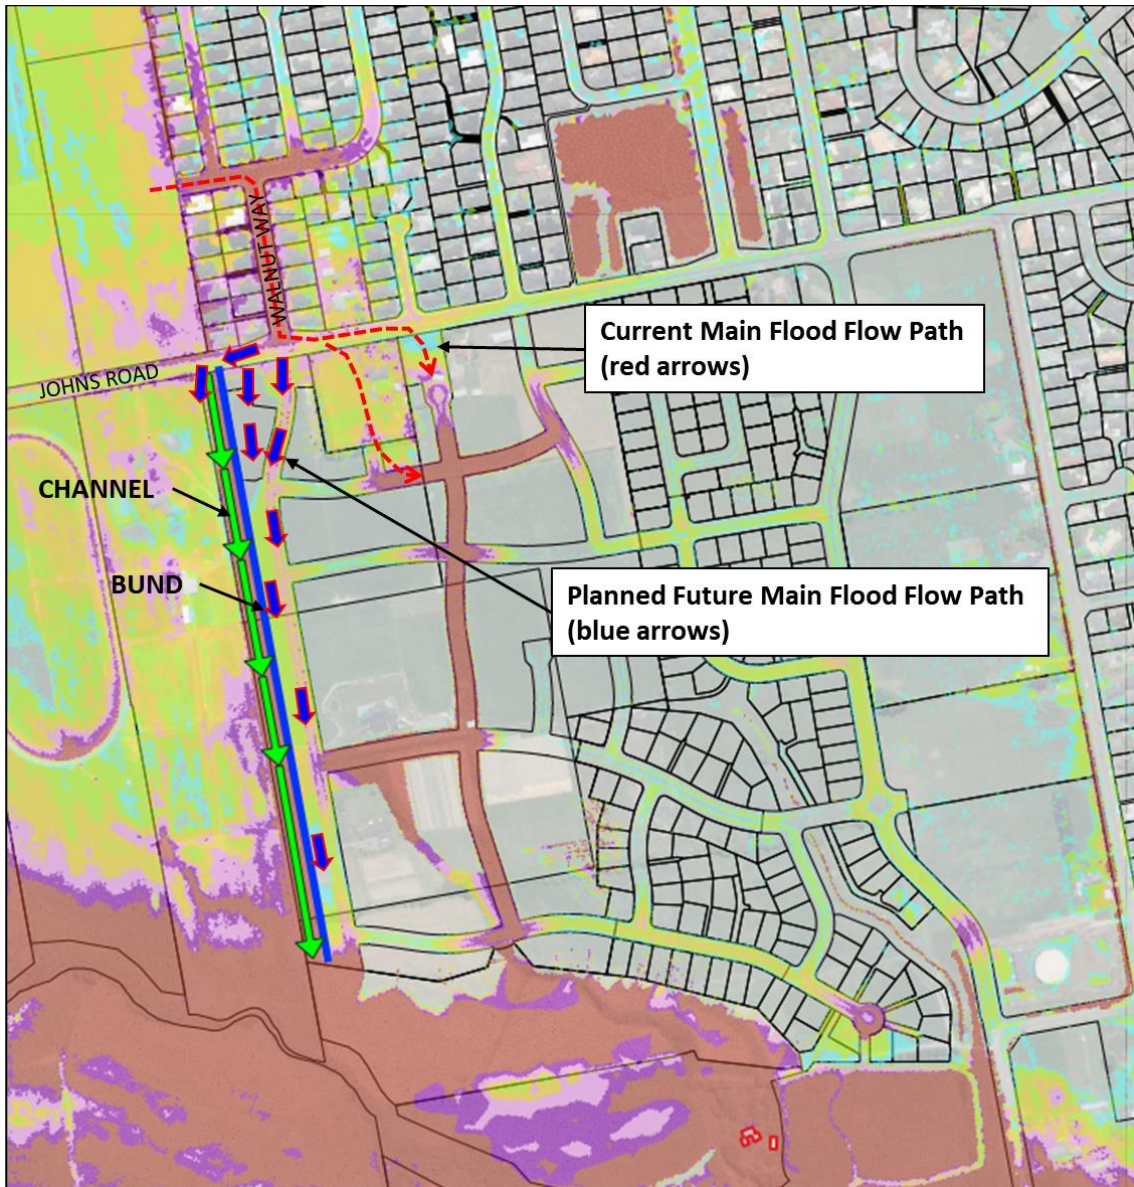 WALNUT WAY
Current Main Flood Flow Path
(red arrows)
JOHNS ROAD
CHANNEL
BUND
Planned Future Main Flood Flow Path
(blue arrows)